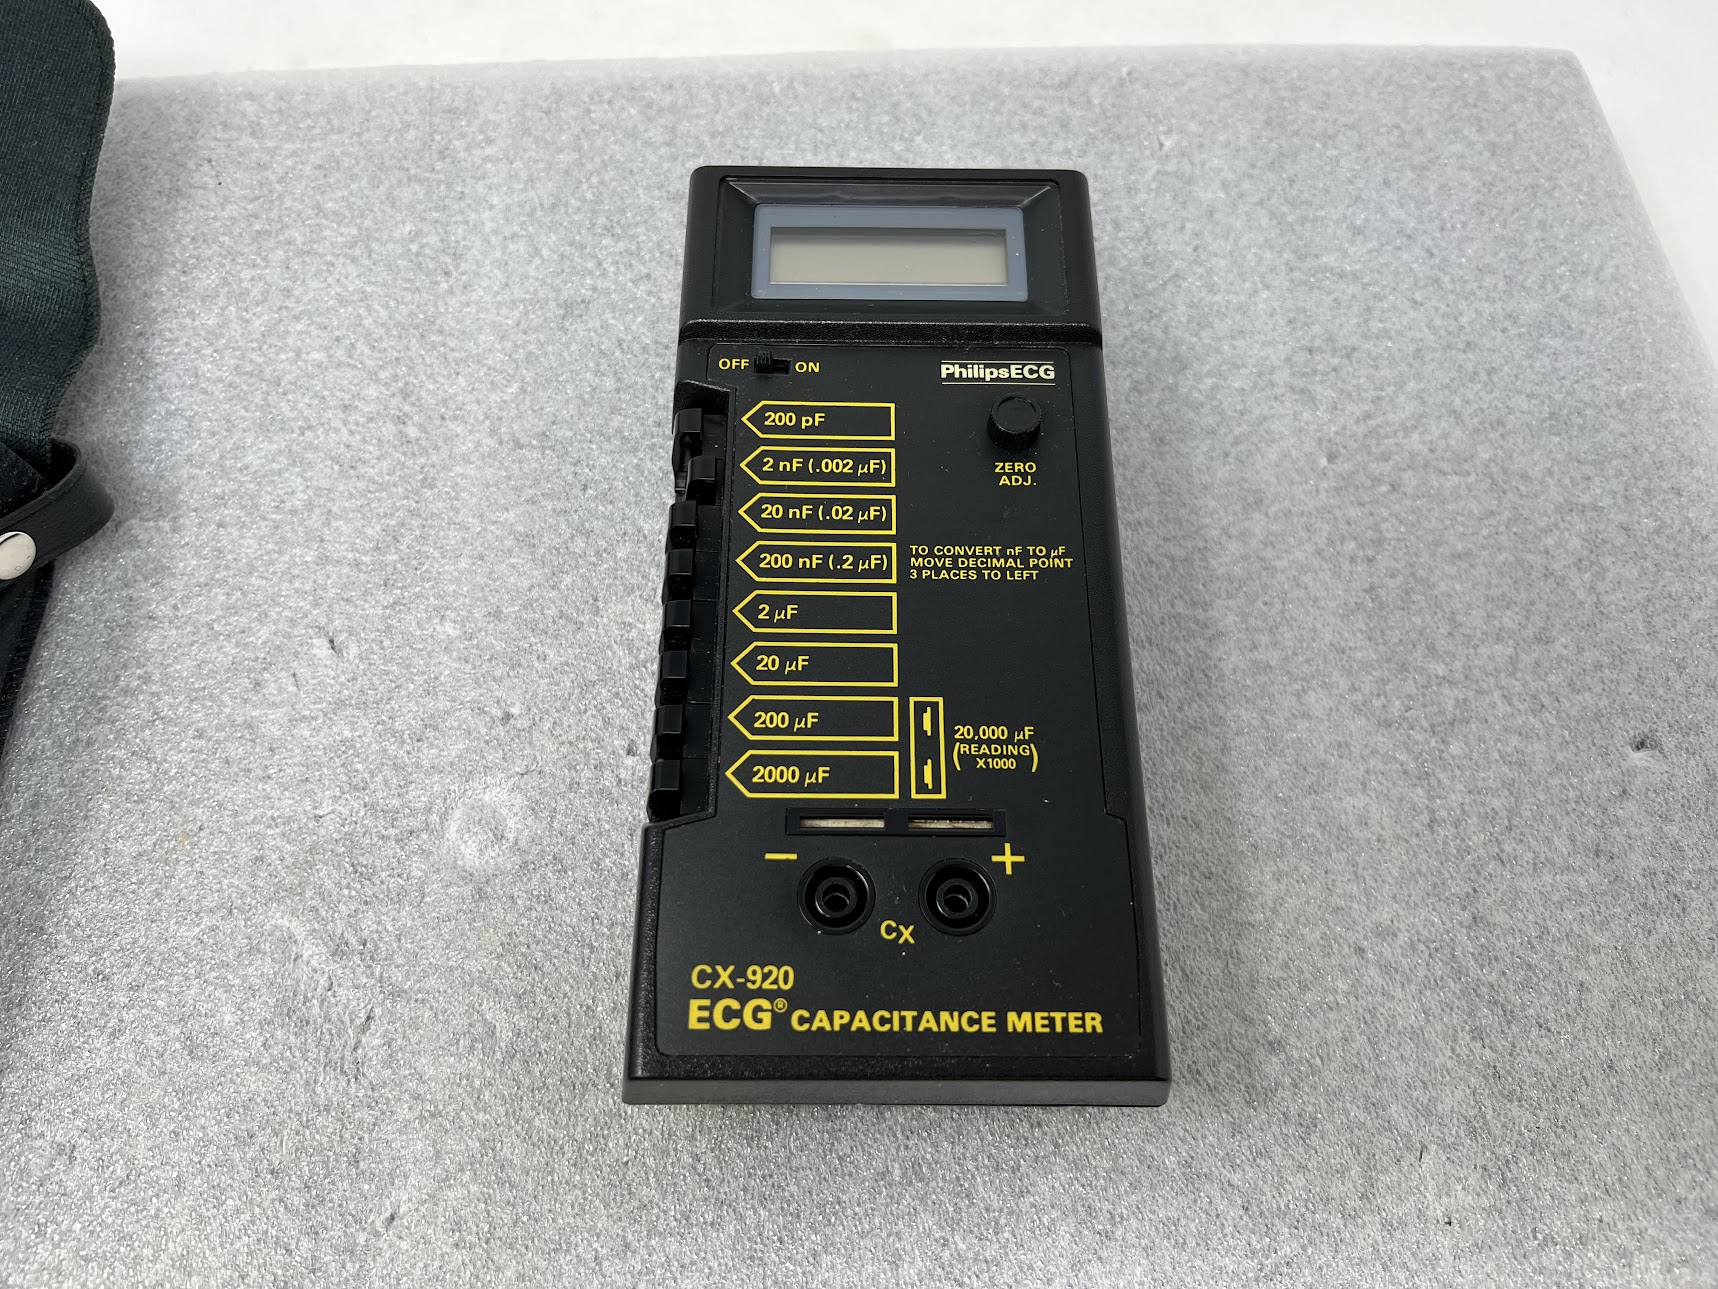 OFF ON
PhilipsECG
200 pF
2 nF (.002 µF)
20 nF (.02 µF)
200 nF (.2 µF)
2 µF
20 µF
200 µF
2000 µF
ZERO
ADJ.
TO CONVERT nF TO µF
MOVE DECIMAL POINT
3 PLACES TO LEFT
20,000 µF
(READING
X1000)
− +
CX
CX-920
ECG® CAPACITANCE METER